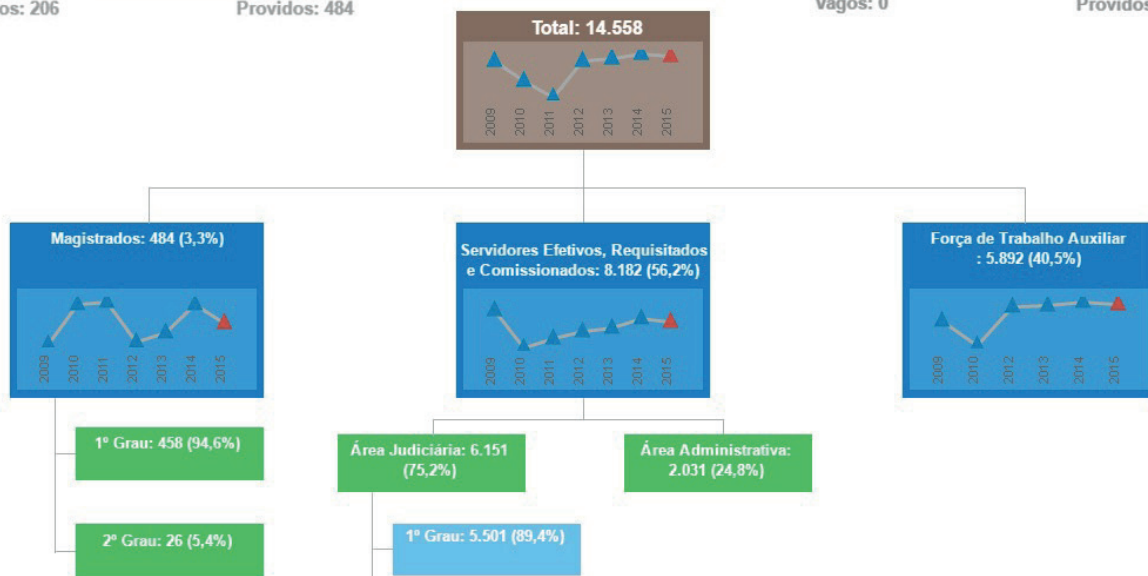 os: 206
Providos: 484
Vagos: 0
Providos
Total: 14.558
2009 2010 2011 2012 2013 2014 2015
Magistrados: 484 (3,3%)
2009 2010 2011 2012 2013 2014 2015
Servidores Efetivos, Requisitados
e Comissionados: 8.182 (56,2%)
2009 2010 2011 2012 2013 2014 2015
Força de Trabalho Auxiliar
: 5.892 (40,5%)
2009 2010 2012 2013 2014 2015
1º Grau: 458 (94,6%)
2º Grau: 26 (5,4%)
Área Judiciária: 6.151
(75,2%)
Área Administrativa:
2.031 (24,8%)
1º Grau: 5.501 (89,4%)